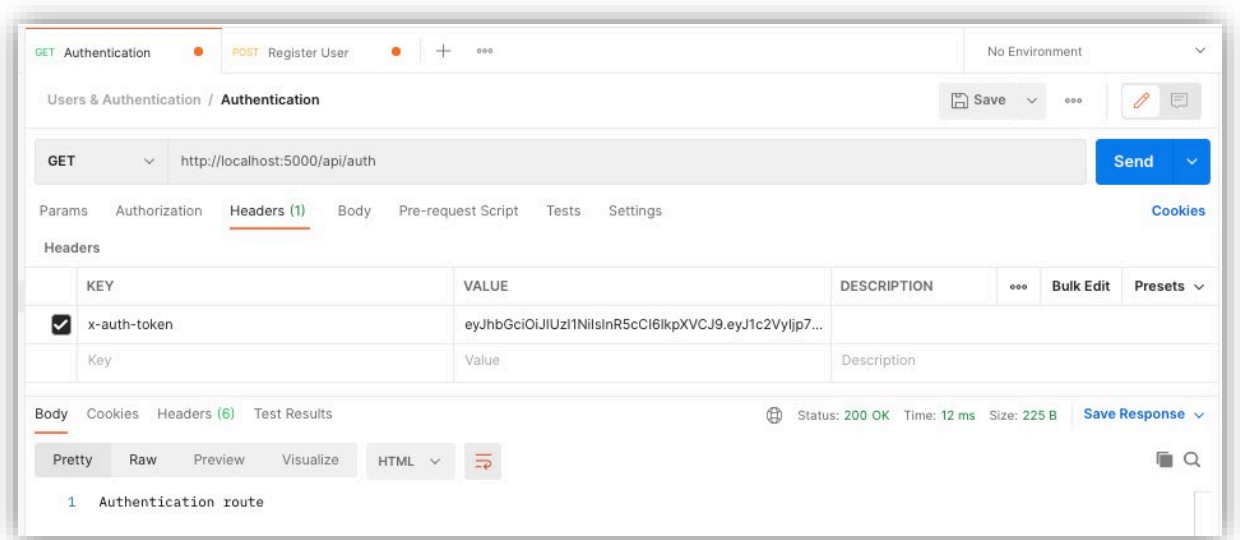 GET Authentication POST Register User No Environment
Users & Authentication / Authentication Save
GET http://localhost:5000/api/auth Send
Params Authorization Headers (1) Body Pre-request Script Tests Settings Cookies
Headers
KEY VALUE DESCRIPTION Bulk Edit Presets
x-auth-token eyJhbGciOiJIUzI1NiIsInR5cCI6IkpXVCJ9.eyJ1c2VyIjp7...
Key Value Description
Body Cookies Headers (6) Test Results Status: 200 OK Time: 12 ms Size: 225 B Save Response
Pretty Raw Preview Visualize HTML
1 Authentication route